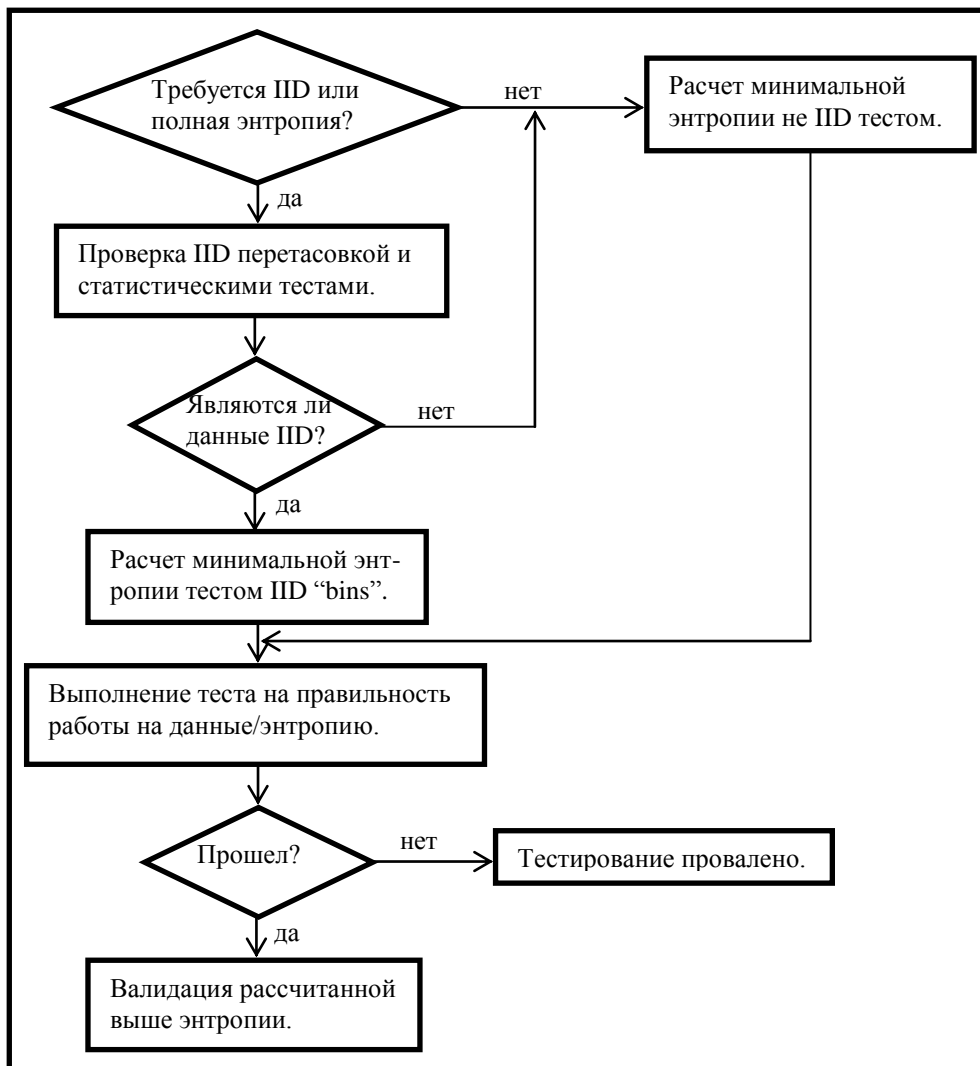 Требуется IID или
полная энтропия?
нет
Расчет минимальной
энтропии не IID тестом.
да
Проверка IID перетасовкой и
статистическими тестами.
Являются ли
данные IID?
нет
да
Расчет минимальной энт-
ропии тестом IID “bins”.
Выполнение теста на правильность
работы на данные/энтропию.
Прошел?
нет
Тестирование провалено.
да
Валидация рассчитанной
выше энтропии.